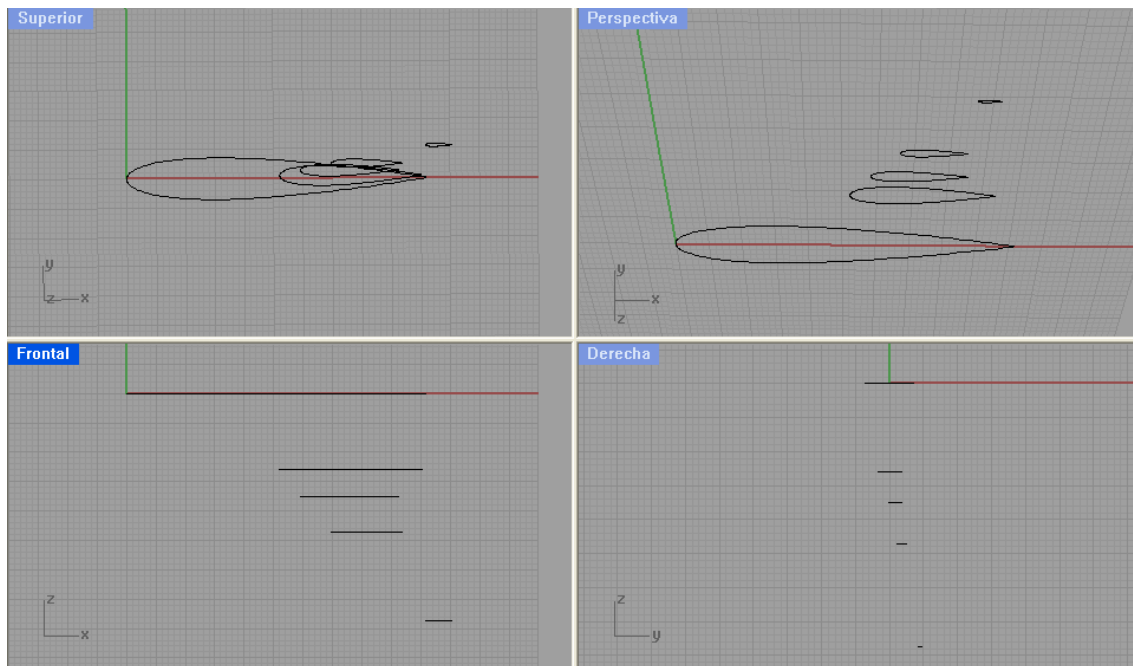 Superior
y
z x
Perspectiva
y
x
z
Frontal
z
x
Derecha
z
y